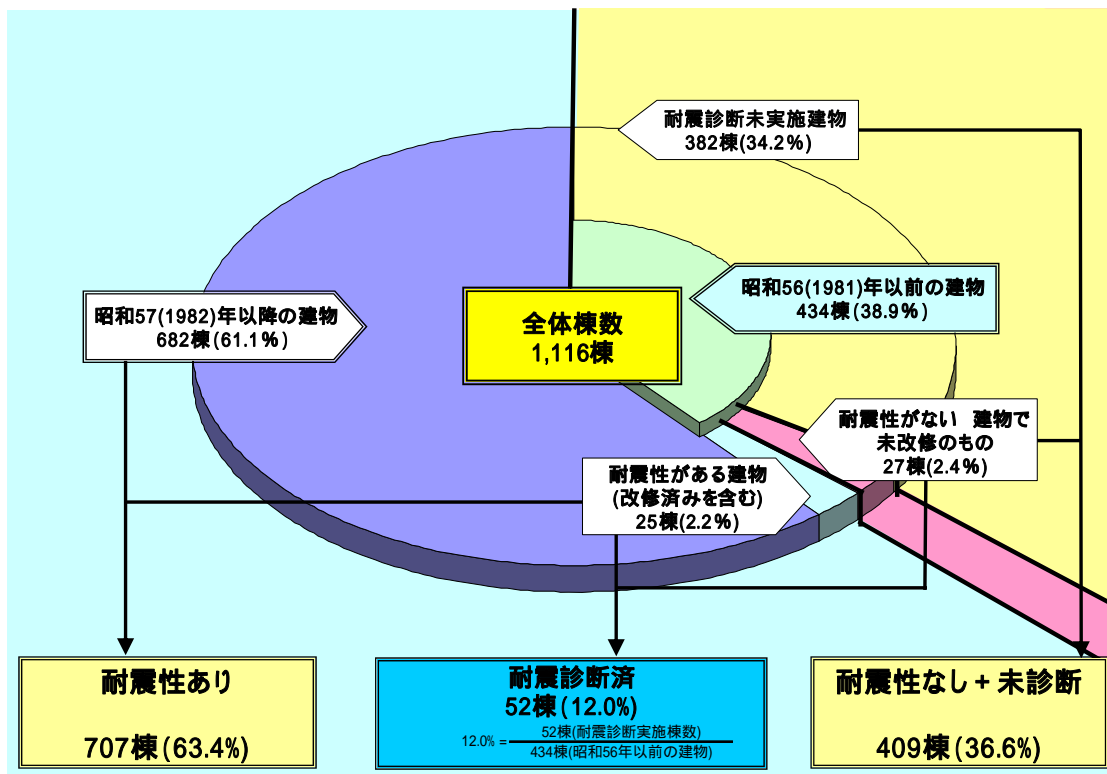 耐震診断未実施建物
382棟(34.2%)
昭和56(1981)年以前の建物
434棟(38.9%)
昭和57(1982)年以降の建物
682棟(61.1%)
全体棟数
1,116棟
耐震性がない 建物で
未改修のもの
27棟(2.4%)
耐震性がある建物
(改修済みを含む)
25棟(2.2%)
耐震性あり
707棟(63.4%)
耐震診断済
52棟(12.0%)
12.0% = 52棟(耐震診断実施棟数)
434棟(昭和56年以前の建物)
耐震性なし + 未診断
409棟(36.6%)